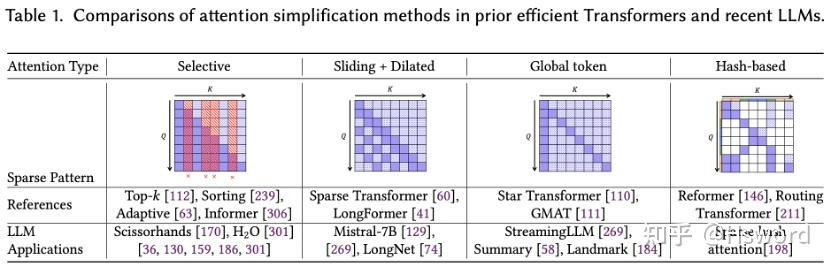 Table 1. Comparisons of attention simplification methods in prior efficient Transformers and recent LLMs.
Attention Type Selective Sliding + Dilated Global token Hash-based
K K K
Q Q Q Q
Sparse Pattern
References Top-k [112], Sorting [239], Adaptive [63], Informer [306] Sparse Transformer [60], LongFormer [41] Star Transformer [110], GMAT [111] Reformer [146], Routing Transformer [211]
LLM Applications Scissorhands [170], H₂O [301] [36, 130, 159, 186, 301] Mistral-7B [129], [269], LongNet [74] StreamingLLM [269], Summary [58], Landmark [184] attention[198]
知乎